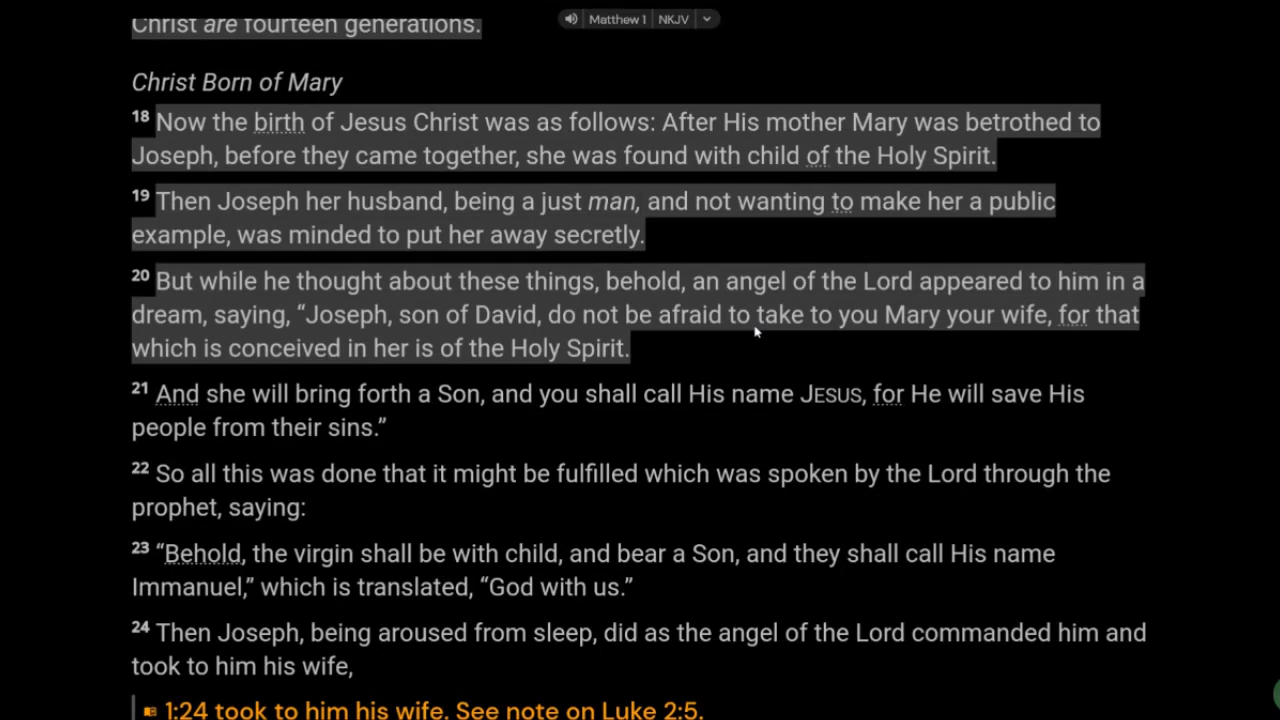 Christ are fourteen generations.
Matthew 1 NKJV
Christ Born of Mary
18 Now the birth of Jesus Christ was as follows: After His mother Mary was betrothed to
Joseph, before they came together, she was found with child of the Holy Spirit.
19 Then Joseph her husband, being a just man, and not wanting to make her a public
example, was minded to put her away secretly.
20 But while he thought about these things, behold, an angel of the Lord appeared to him in a
dream, saying, “Joseph, son of David, do not be afraid to take to you Mary your wife, for that
which is conceived in her is of the Holy Spirit.
21 And she will bring forth a Son, and you shall call His name JESUS, for He will save His
people from their sins.”
22 So all this was done that it might be fulfilled which was spoken by the Lord through the
prophet, saying:
23 “Behold, the virgin shall be with child, and bear a Son, and they shall call His name
Immanuel,” which is translated, “God with us.”
24 Then Joseph, being aroused from sleep, did as the angel of the Lord commanded him and
took to him his wife,
1:24 took to him his wife. See note on Luke 2:5.